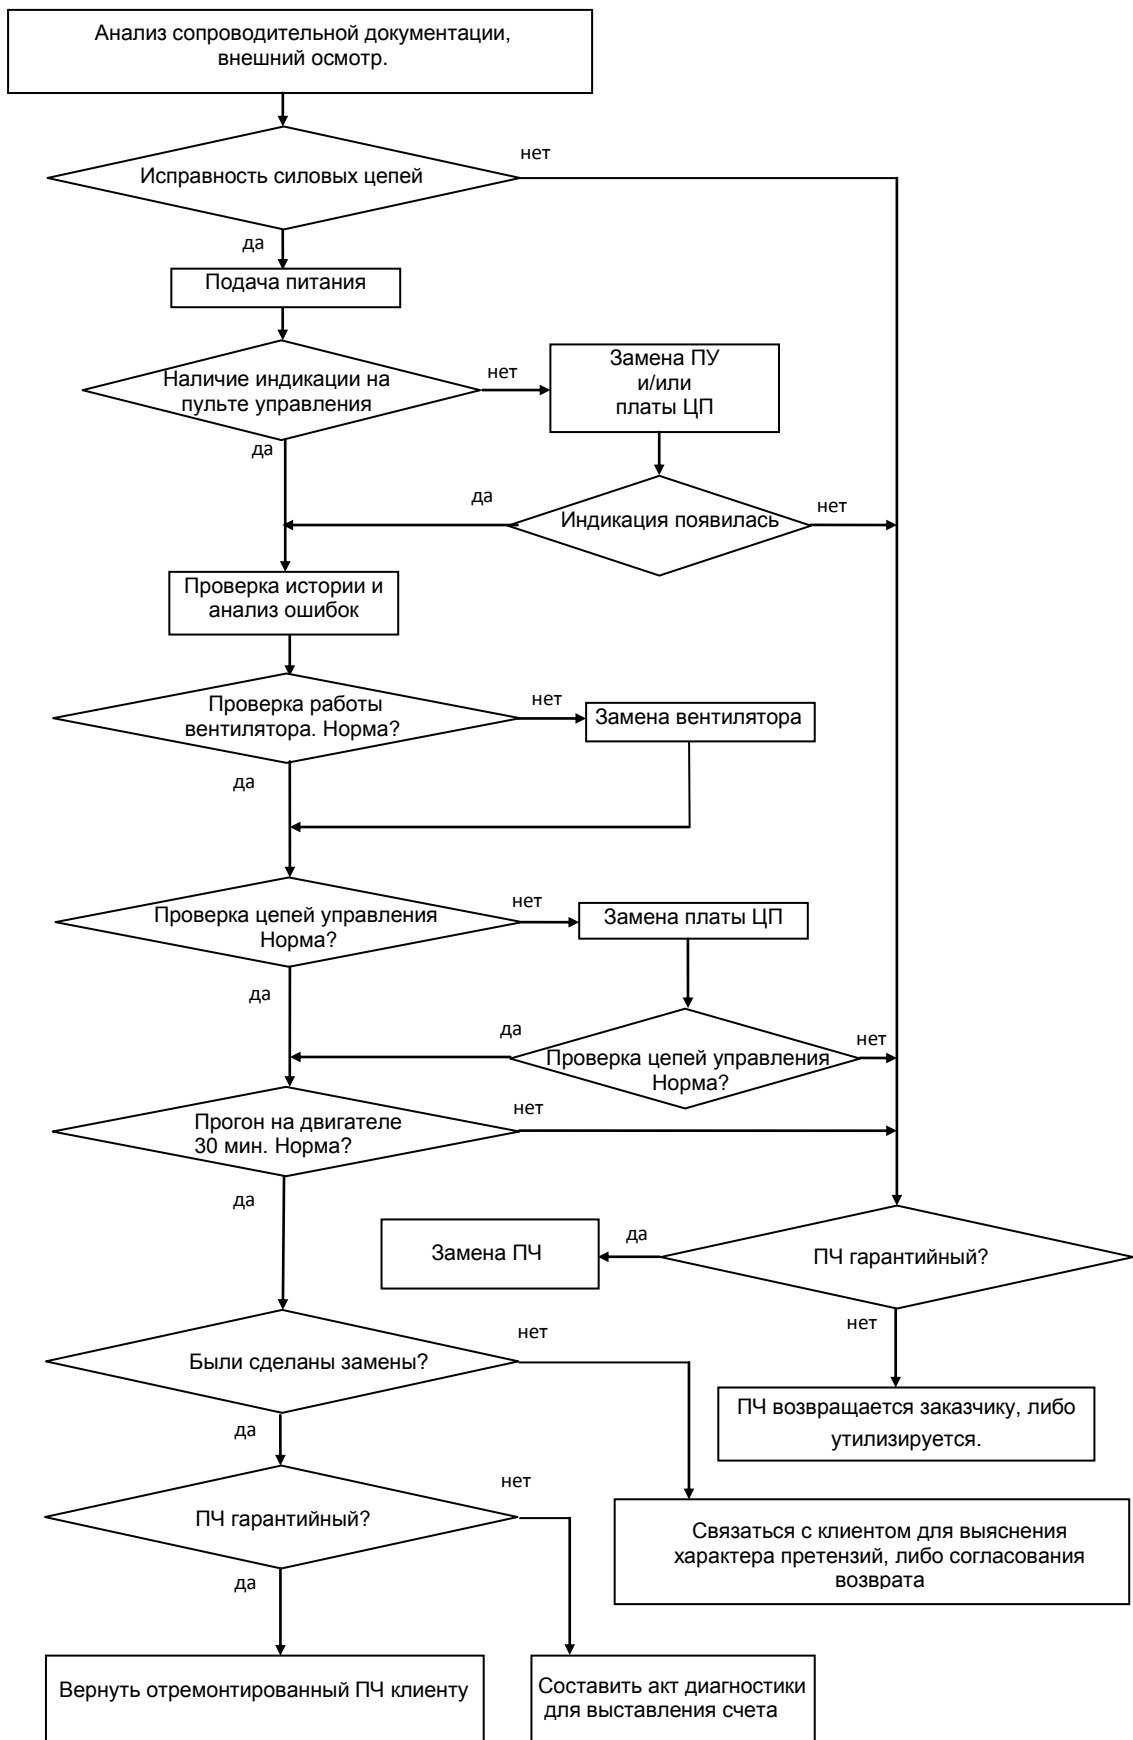 Анализ сопроводительной документации,
внешний осмотр.
нет
Исправность силовых цепей
да
Подача питания
Наличие индикации на
пульте управления
нет
Замена ПУ
и/или
платы ЦП
да
да
Индикация появилась
нет
Проверка истории и
анализ ошибок
Проверка работы
вентилятора. Норма?
нет
Замена вентилятора
да
Проверка цепей управления
Норма?
нет
Замена платы ЦП
да
да
Проверка цепей управления
Норма?
нет
Прогон на двигателе
30 мин. Норма?
нет
да
Замена ПЧ
да
ПЧ гарантийный?
нет
Были сделаны замены?
нет
ПЧ возвращается заказчику, либо
утилизируется.
да
ПЧ гарантийный?
нет
Связаться с клиентом для выяснения
характера претензий, либо согласования
возврата
да
Вернуть отремонтированный ПЧ клиенту
Составить акт диагностики
для выставления счета